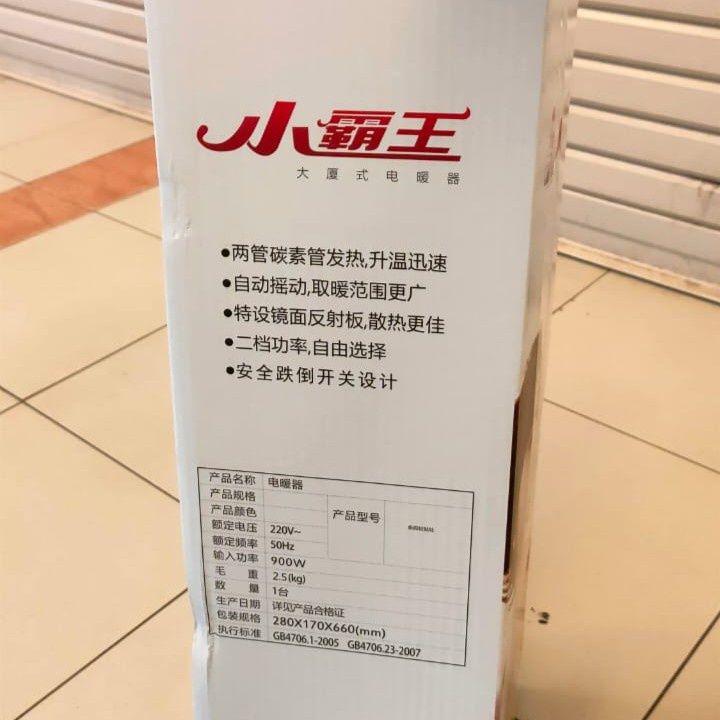 小霸王
大厦式电暖器
•两管碳素管发热,升温迅速
•自动摇动,取暖范围更广
•特设镜面反射板,散热更佳
•二档功率,自由选择
•安全跌倒开关设计
产品名称 电暖器
产品规格
产品颜色
产品型号
额定电压 220V~
额定频率 50Hz
输入功率 900W
毛 重 2.5(kg)
数 量 1台
生产日期 详见产品合格证
包装规格 280X170X660(mm)
执行标准 GB4706.1-2005 GB4706.23-2007